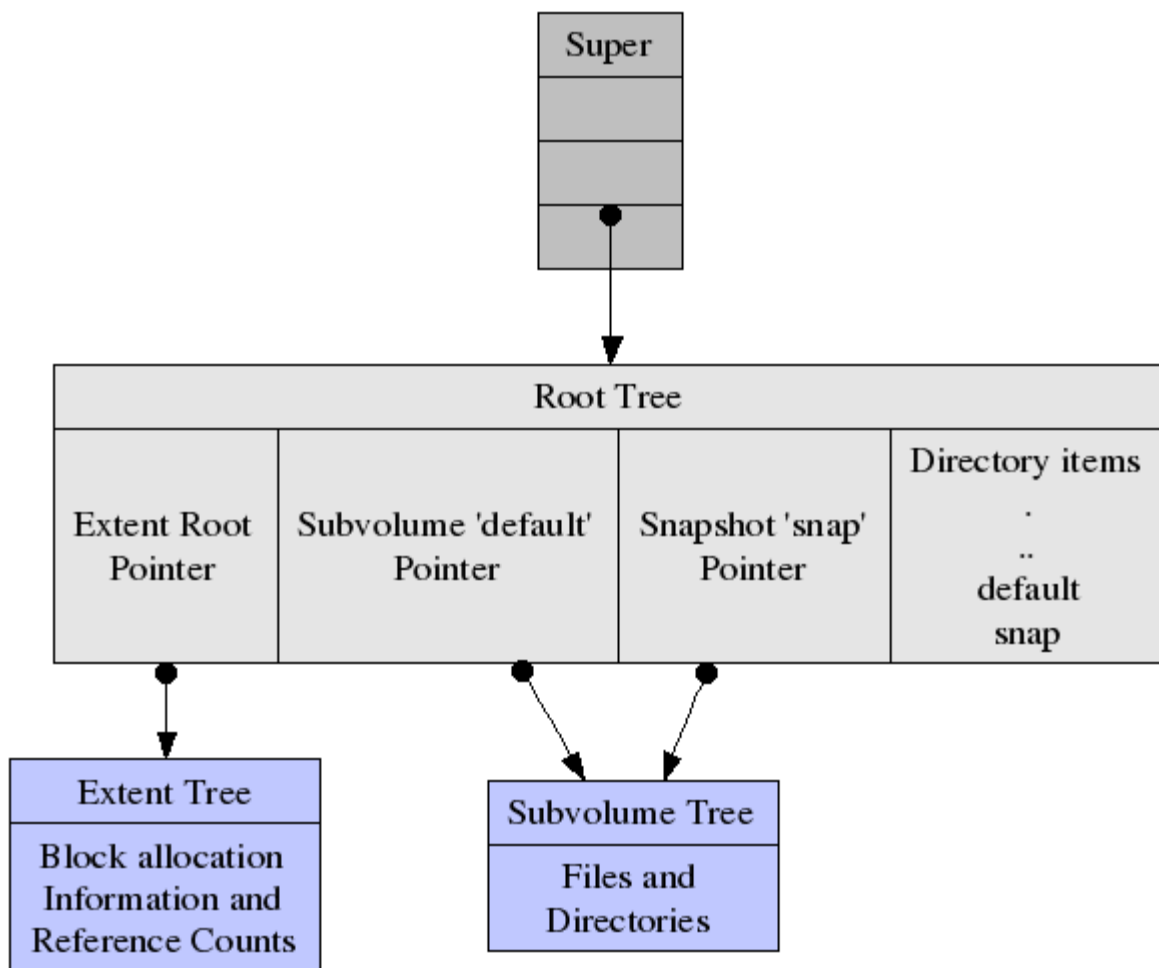 Super
Root Tree
Extent Root
Pointer
Subvolume 'default'
Pointer
Snapshot 'snap'
Pointer
Directory items
.
..
default
snap
Extent Tree
Block allocation
Information and
Reference Counts
Subvolume Tree
Files and
Directories